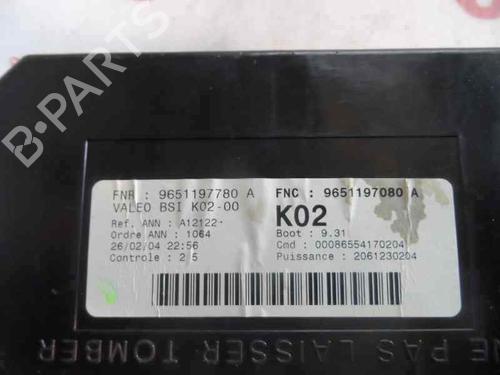 FNR : 9651197780 A
FNC : 9651197080 A
VALEO BSI K02-00
K02
Ref. ANN : A12122-
Ordre ANN : 1064
Boot : 9.31
26/02/04 22:56
Cmd : 00086554170204
Controle : 2 5
Puissance : 2061230204
NE PAS LAISSER TOMBER
B-Parts